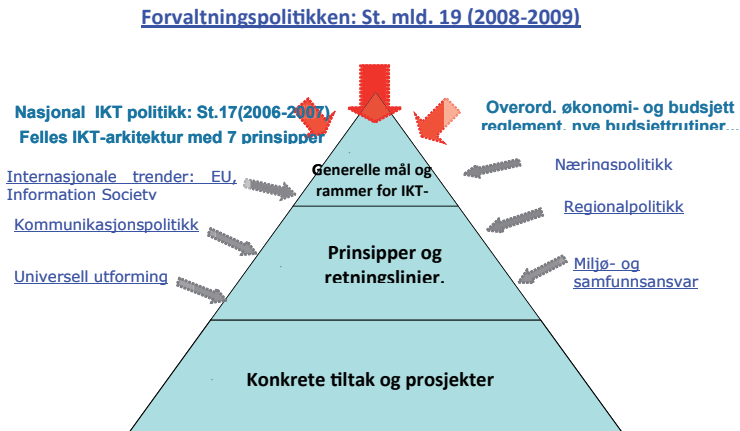 Forvaltningspolitikken: St. mld. 19 (2008-2009)
Nasjonal IKT politikk: St.17(2006-2007)
Felles IKT-arkitektur med 7 prinsipper
Overord. økonomi- og budsjett
reglement, nye budsjettrutiner...
Internasjonale trender: EU,
Information Society
Kommunikasjonspolitikk
Universell utforming
Generelle mål og
rammer for IKT-
Prinsipper og
retningslinjer.
Konkrete tiltak og prosjekter
Næringspolitikk
Regionalpolitikk
Miljø- og
samfunnsansvar